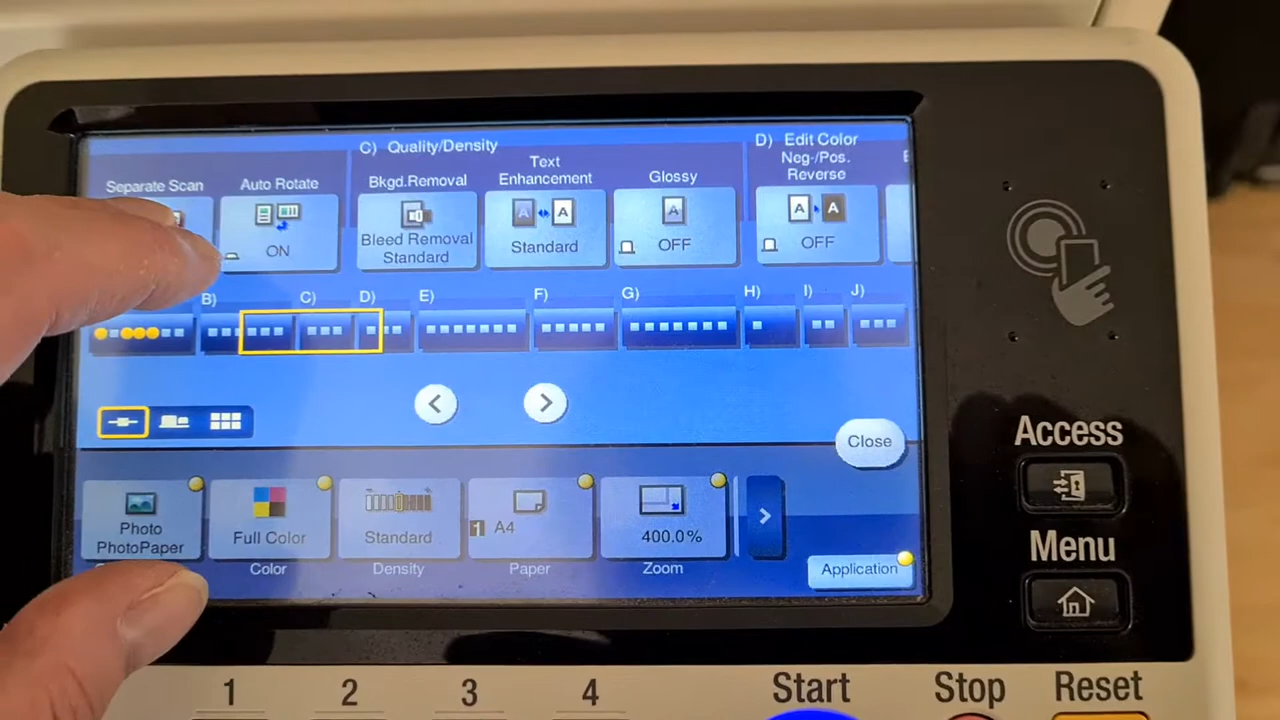 C) Quality/Density
D) Edit Color
Separate Scan
Auto Rotate
Bkgd.Removal
Text
Enhancement
Glossy
Neg-/Pos.
Reverse
ON
Bleed Removal
Standard
Standard
OFF
OFF
B)
C)
D)
E)
F)
G)
H)
I)
J)
Close
Photo
PhotoPaper
Full Color
Standard
1 A4
400.0%
Color
Density
Paper
Zoom
Application
Access
Menu
1
2
3
4
Start
Stop
Reset